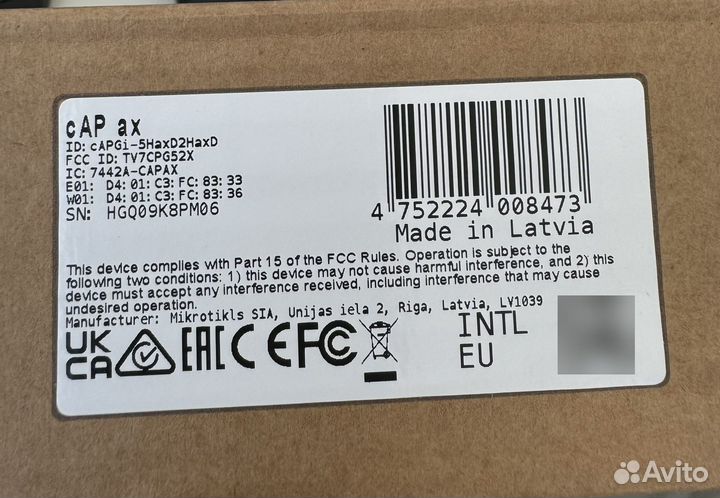 cAP ax
ID: cAPGi-5HaxD2HaxD
FCC ID: TV7CPG52X
IC: 7442A-CAPAX
E01: D4: 01: C3: FC: 83: 33
W01: D4: 01: C3: FC: 83: 36
SN: HGQ09K8PM06
4 752224 008473
Made in Latvia
This device complies with Part 15 of the FCC Rules. Operation is subject to the
following two conditions: 1) this device may not cause harmful interference, and 2) this
device must accept any interference received, including interference that may cause
undesired operation.
Manufacturer: Mikrotikls SIA, Unijas iela 2, Riga, Latvia, LV1039
UK
CA
EAC CE FC
INTL
EU
Avito